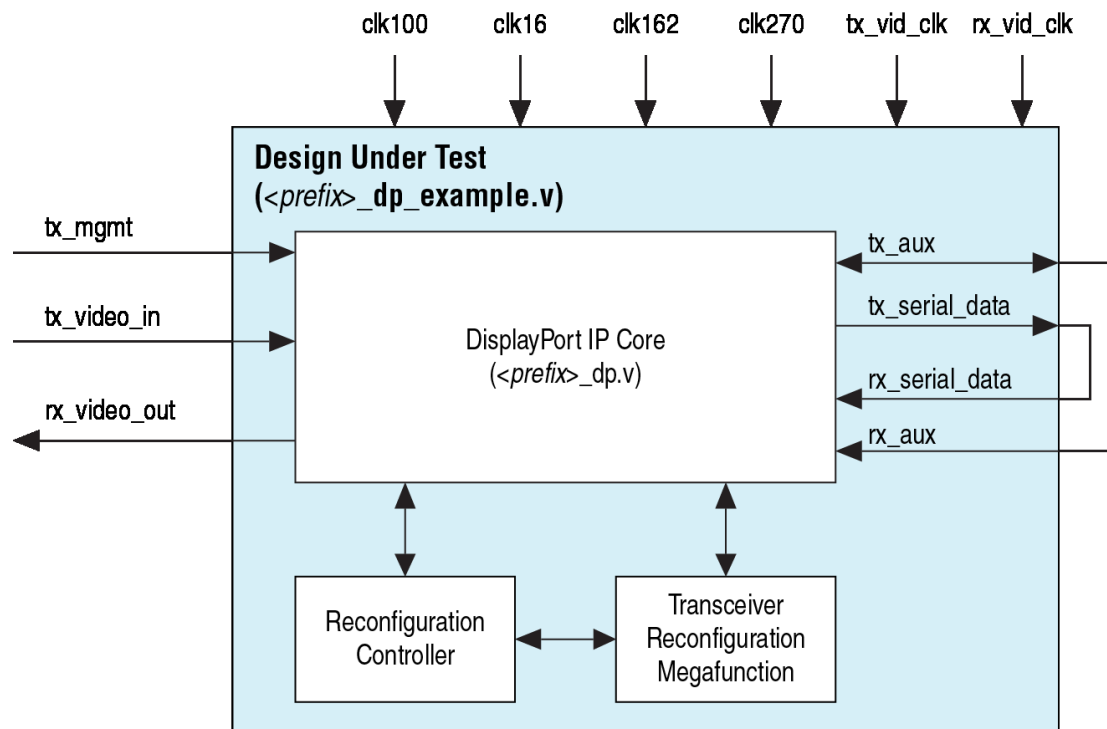 clk100 clk16 clk162 clk270 tx_vid_clk rx_vid_clk
Design Under Test
(<prefix>_dp_example.v)
tx_mgmt
tx_video_in
rx_video_out
DisplayPort IP Core
(<prefix>_dp.v)
tx_aux
tx_serial_data
rx_serial_data
rx_aux
Reconfiguration
Controller
Transceiver
Reconfiguration
Megafunction